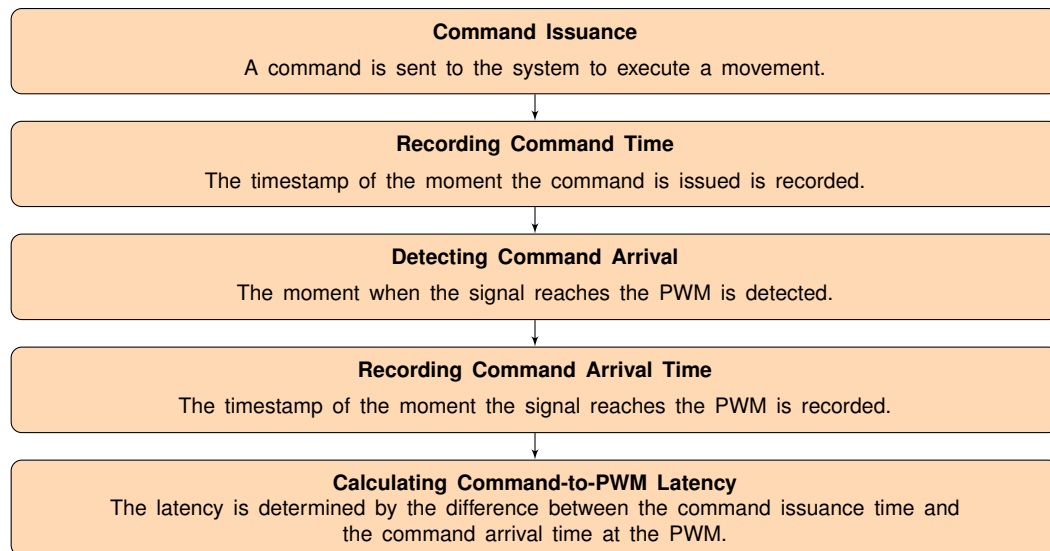 Command Issuance
A command is sent to the system to execute a movement.
Recording Command Time
The timestamp of the moment the command is issued is recorded.
Detecting Command Arrival
The moment when the signal reaches the PWM is detected.
Recording Command Arrival Time
The timestamp of the moment the signal reaches the PWM is recorded.
Calculating Command-to-PWM Latency
The latency is determined by the difference between the command issuance time and
the command arrival time at the PWM.